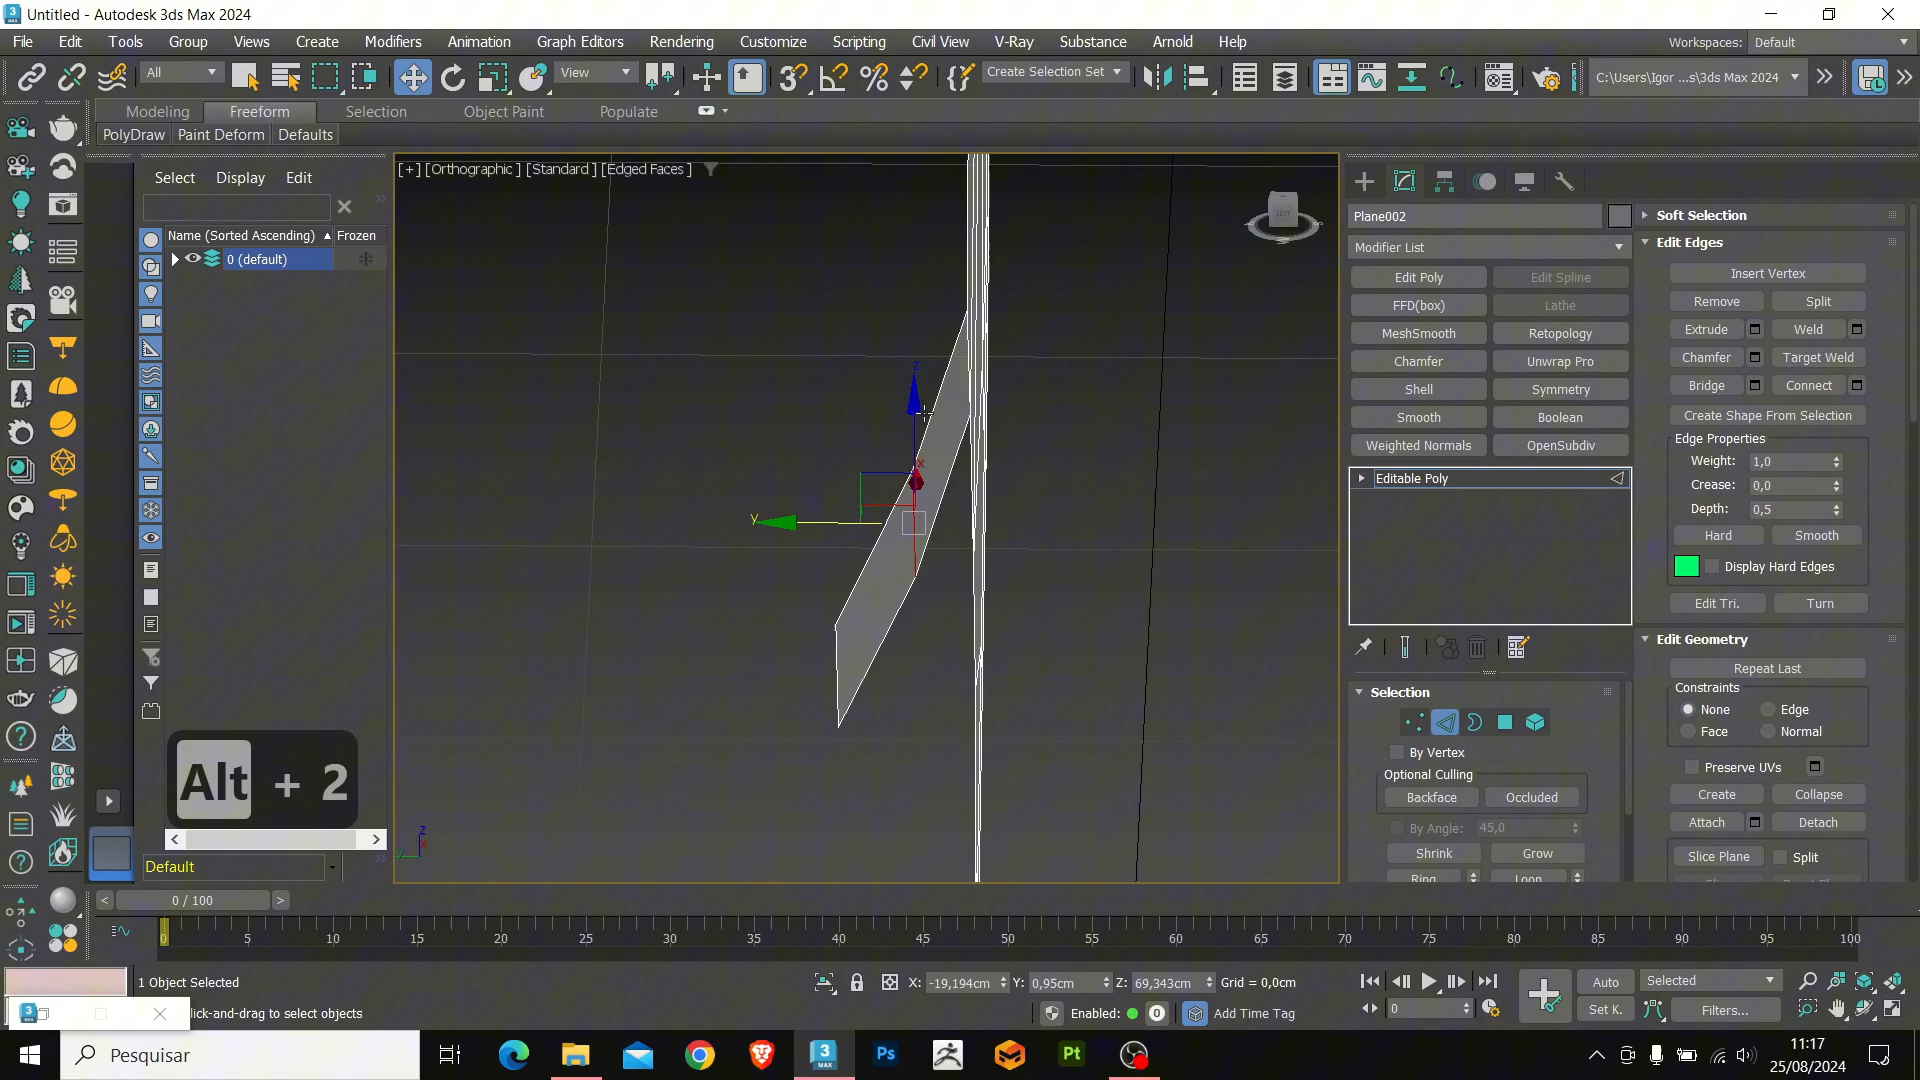 Untitled - Autodesk 3ds Max 2024
File Edit Tools Group Views Create Modifiers Animation Graph Editors Rendering Customize Scripting Civil View V-Ray Substance Arnold Help Workspaces: Default
All View Create Selection Set C:\Users\Igor ...s\3ds Max 2024
Modeling Freeform Selection Object Paint Populate
PolyDraw Paint Deform Defaults
Select Display Edit
Name (Sorted Ascending) Frozen
0 (default)
[+] [Orthographic ] [Standard ] [Edged Faces ]
LEFT
z
x
y
z
x
Alt + 2
Default
Plane002
Modifier List
Edit Poly Edit Spline
FFD(box) Lathe
MeshSmooth Retopology
Chamfer Unwrap Pro
Shell Symmetry
Smooth Boolean
Weighted Normals OpenSubdiv
Editable Poly
Selection
By Vertex
Optional Culling
Backface Occluded
By Angle: 45,0
Shrink Grow
Ring Loop
Soft Selection
Edit Edges
Insert Vertex
Remove Split
Extrude Weld
Chamfer Target Weld
Bridge Connect
Create Shape From Selection
Edge Properties
Weight: 1,0
Crease: 0,0
Depth: 0,5
Hard Smooth
Display Hard Edges
Edit Tri. Turn
Edit Geometry
Repeat Last
Constraints
None Edge
Face Normal
Preserve UVs
Create Collapse
Attach Detach
Slice Plane Split
< 0 / 100 >
0 5 10 15 20 25 30 35 40 45 50 55 60 65 70 75 80 85 90 95 100
1 Object Selected X: -19,194cm Y: 0,95cm Z: 69,343cm Grid = 0,0cm Auto Selected
lick-and-drag to select objects Enabled: 0 Add Time Tag 0 Set K. Filters...
Pesquisar
3
MAX
Ps
Pt
11:17
25/08/2024